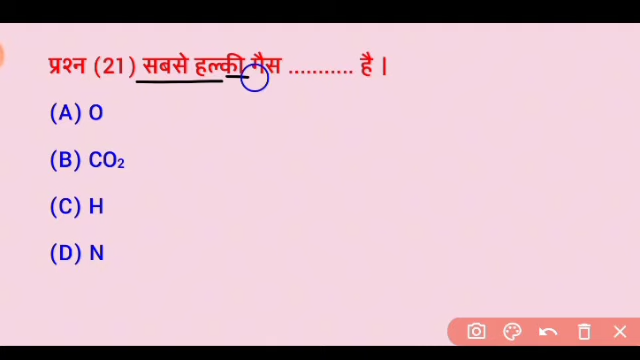 प्रश्न (21) सबसे हल्की गैस ........... है |
(A) O
(B) CO₂
(C) H
(D) N